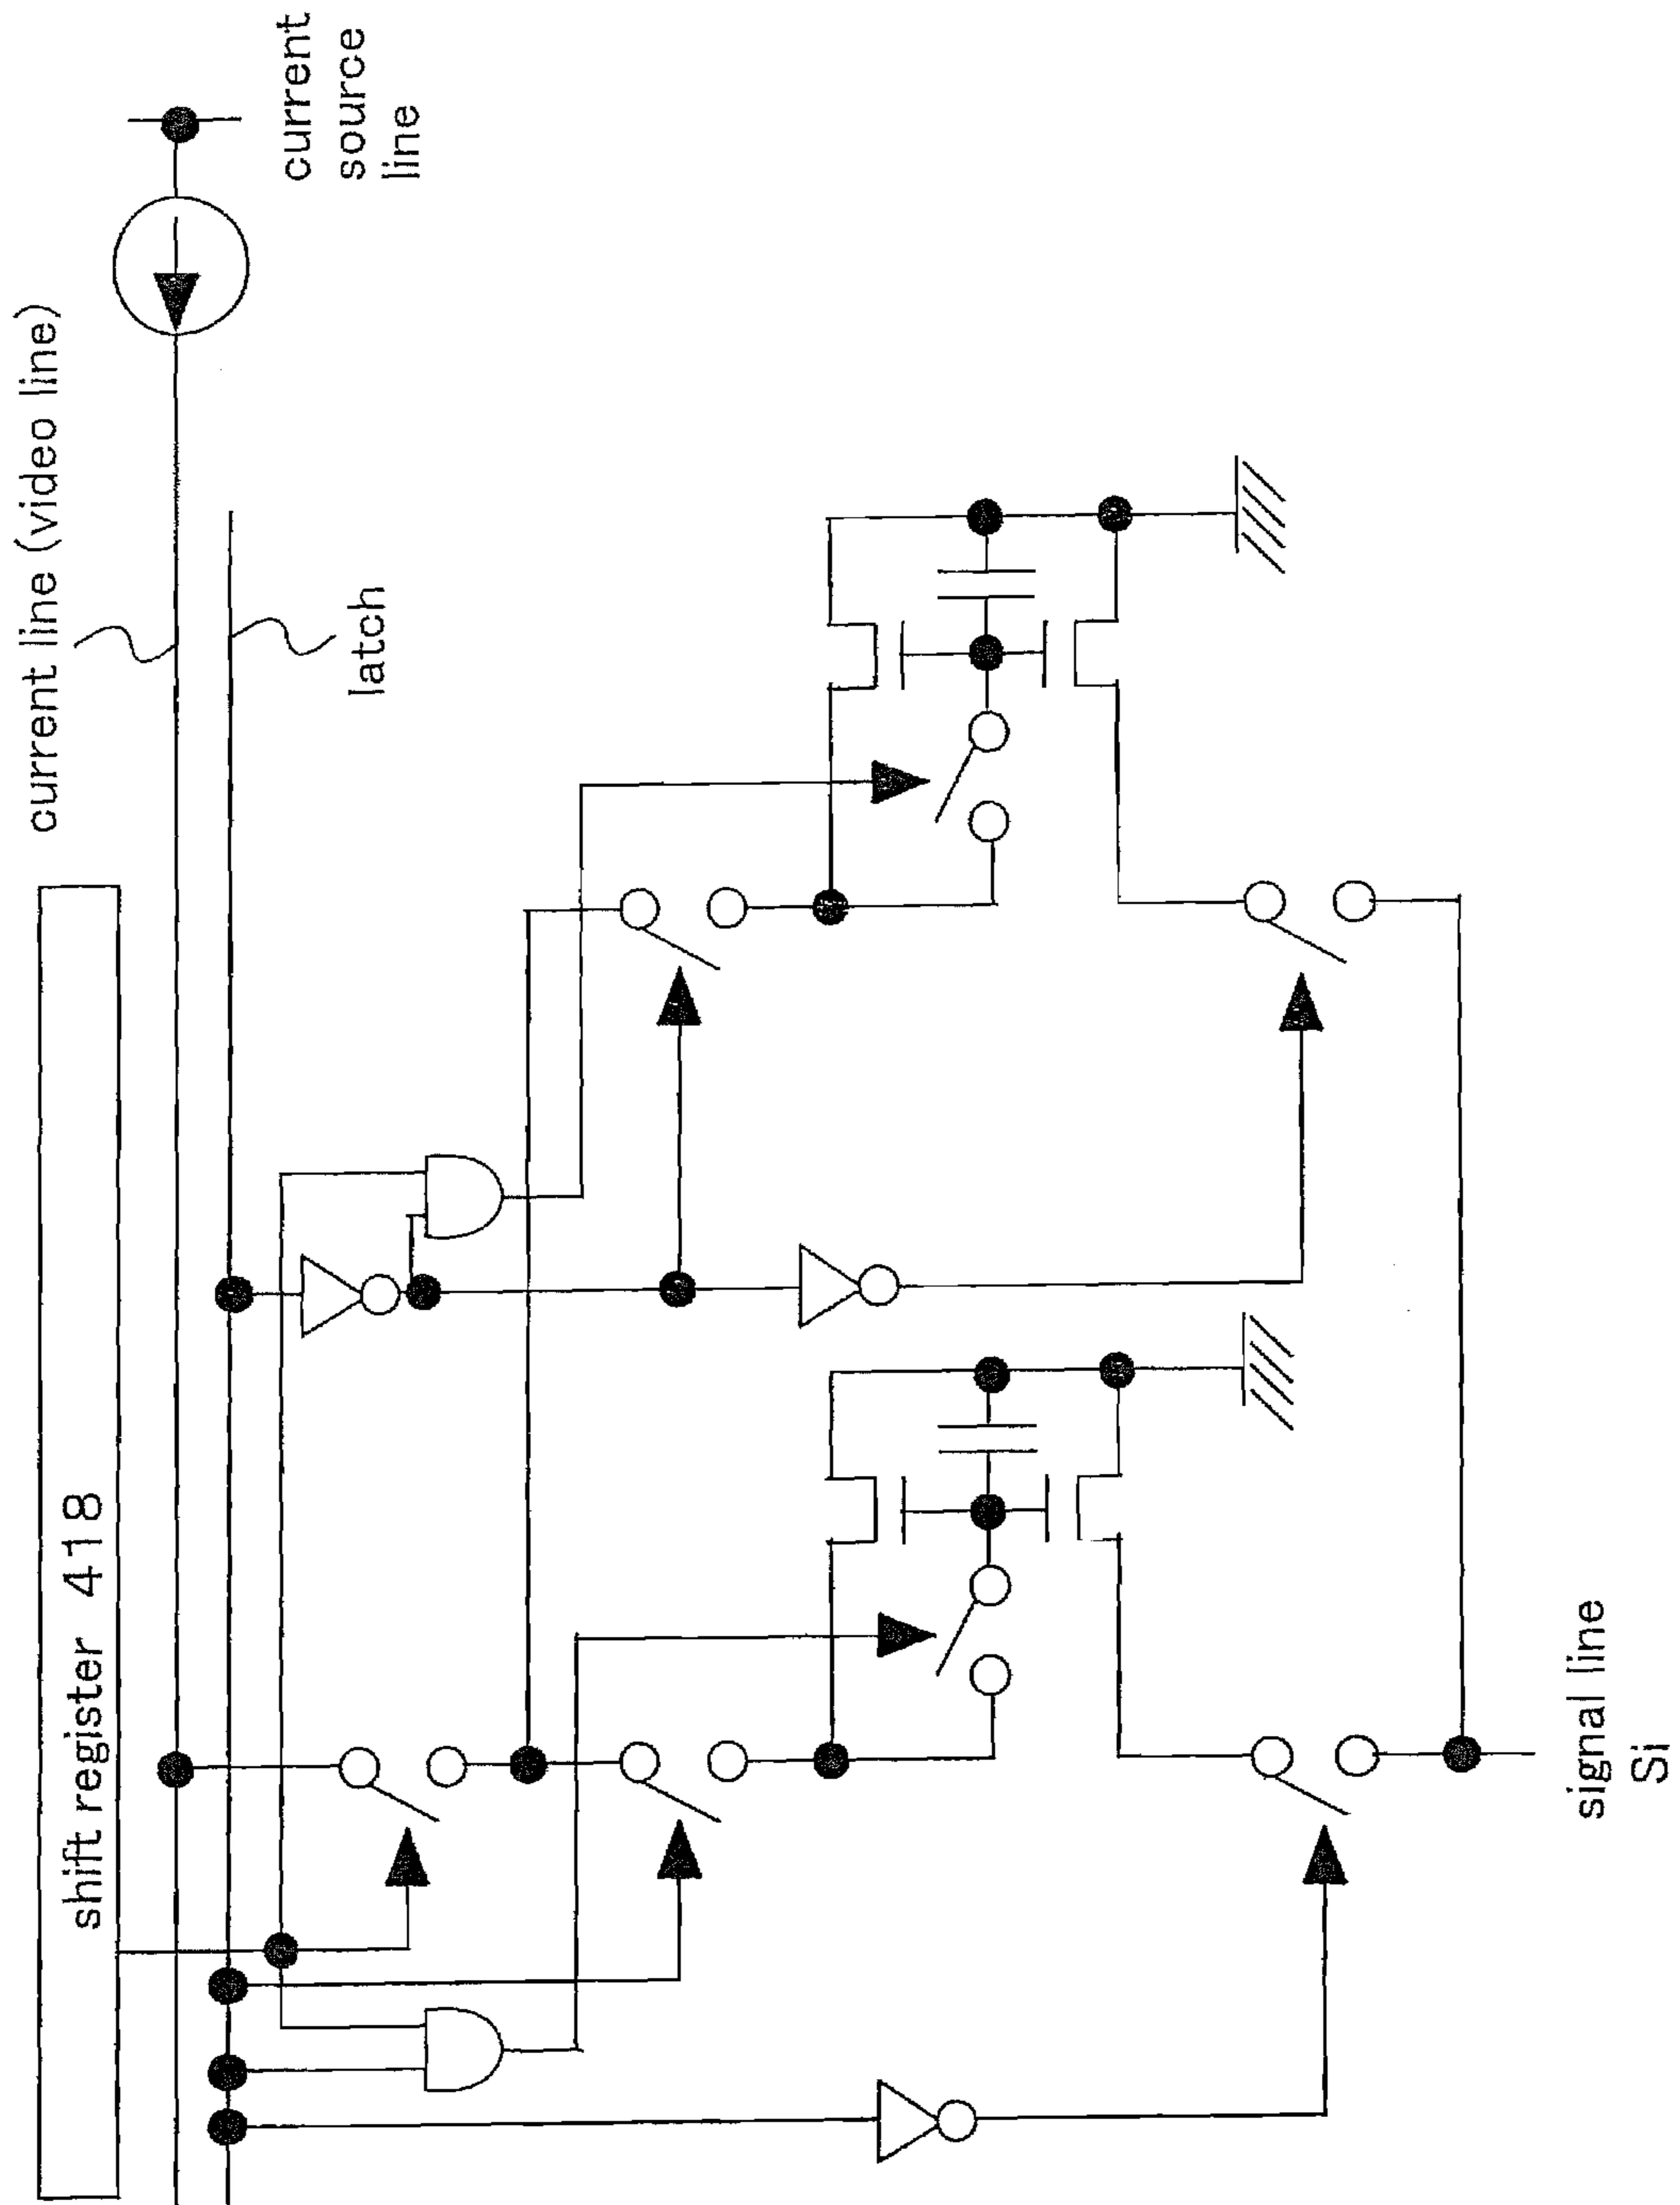 shift register 418
current line (video line)
latch
current
source
line
signal line
Si